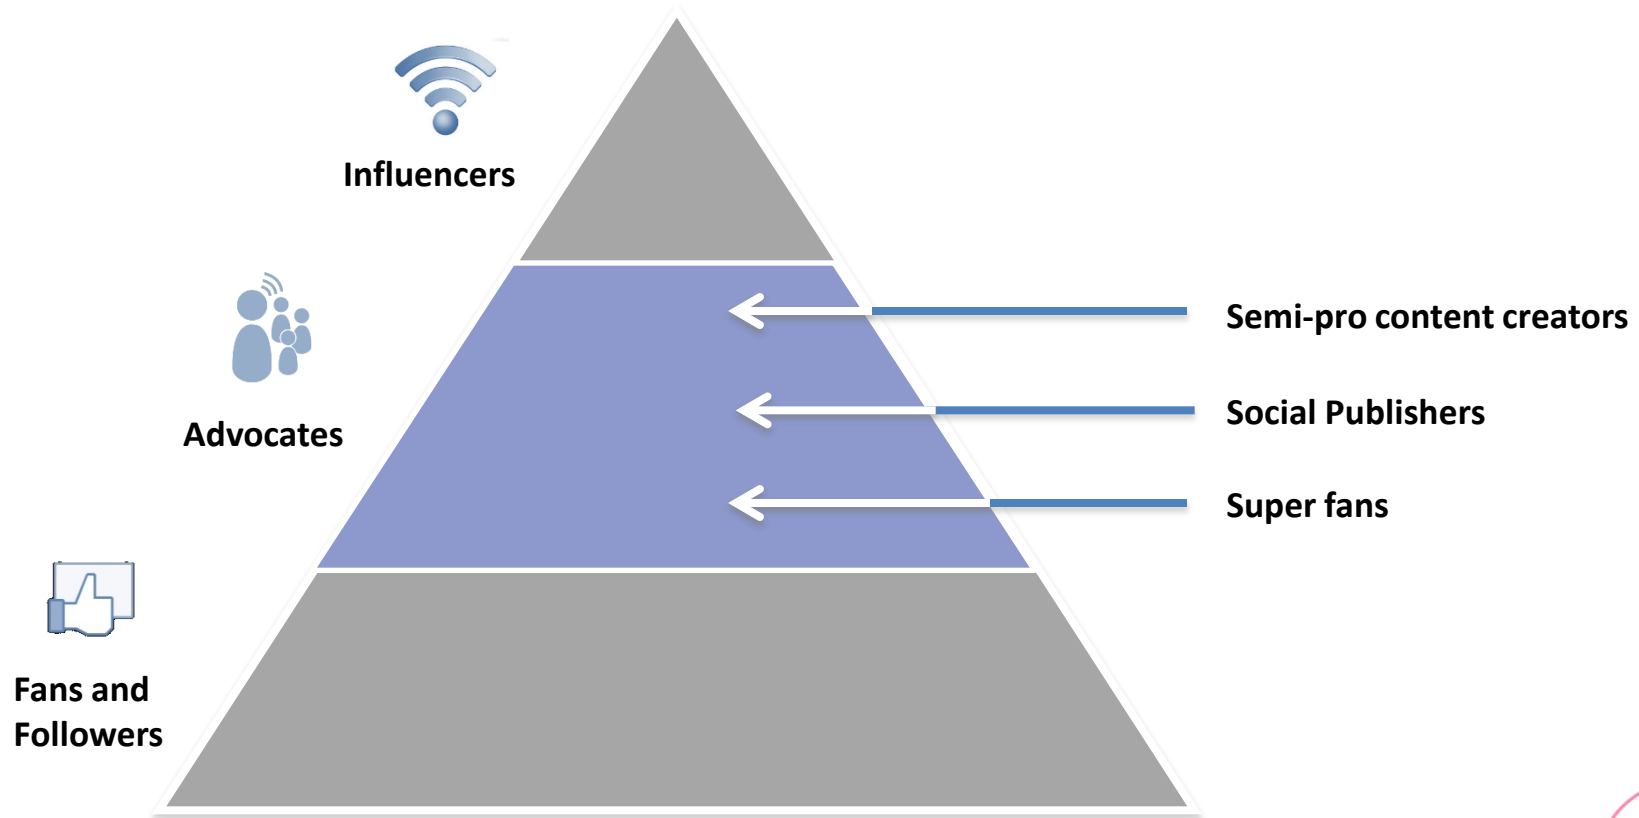 Influencers
Semi-pro content creators
Social Publishers
Advocates
Super fans
Fans and
Followers